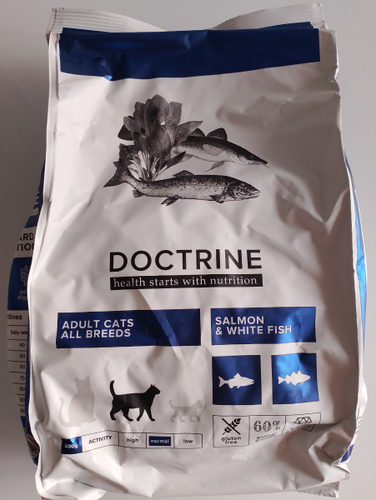 DOCTRINE
health starts with nutrition
ADULT CATS
ALL BREEDS
SALMON
& WHITE FISH
ACTIVITY high normal low
gluten
free
60%